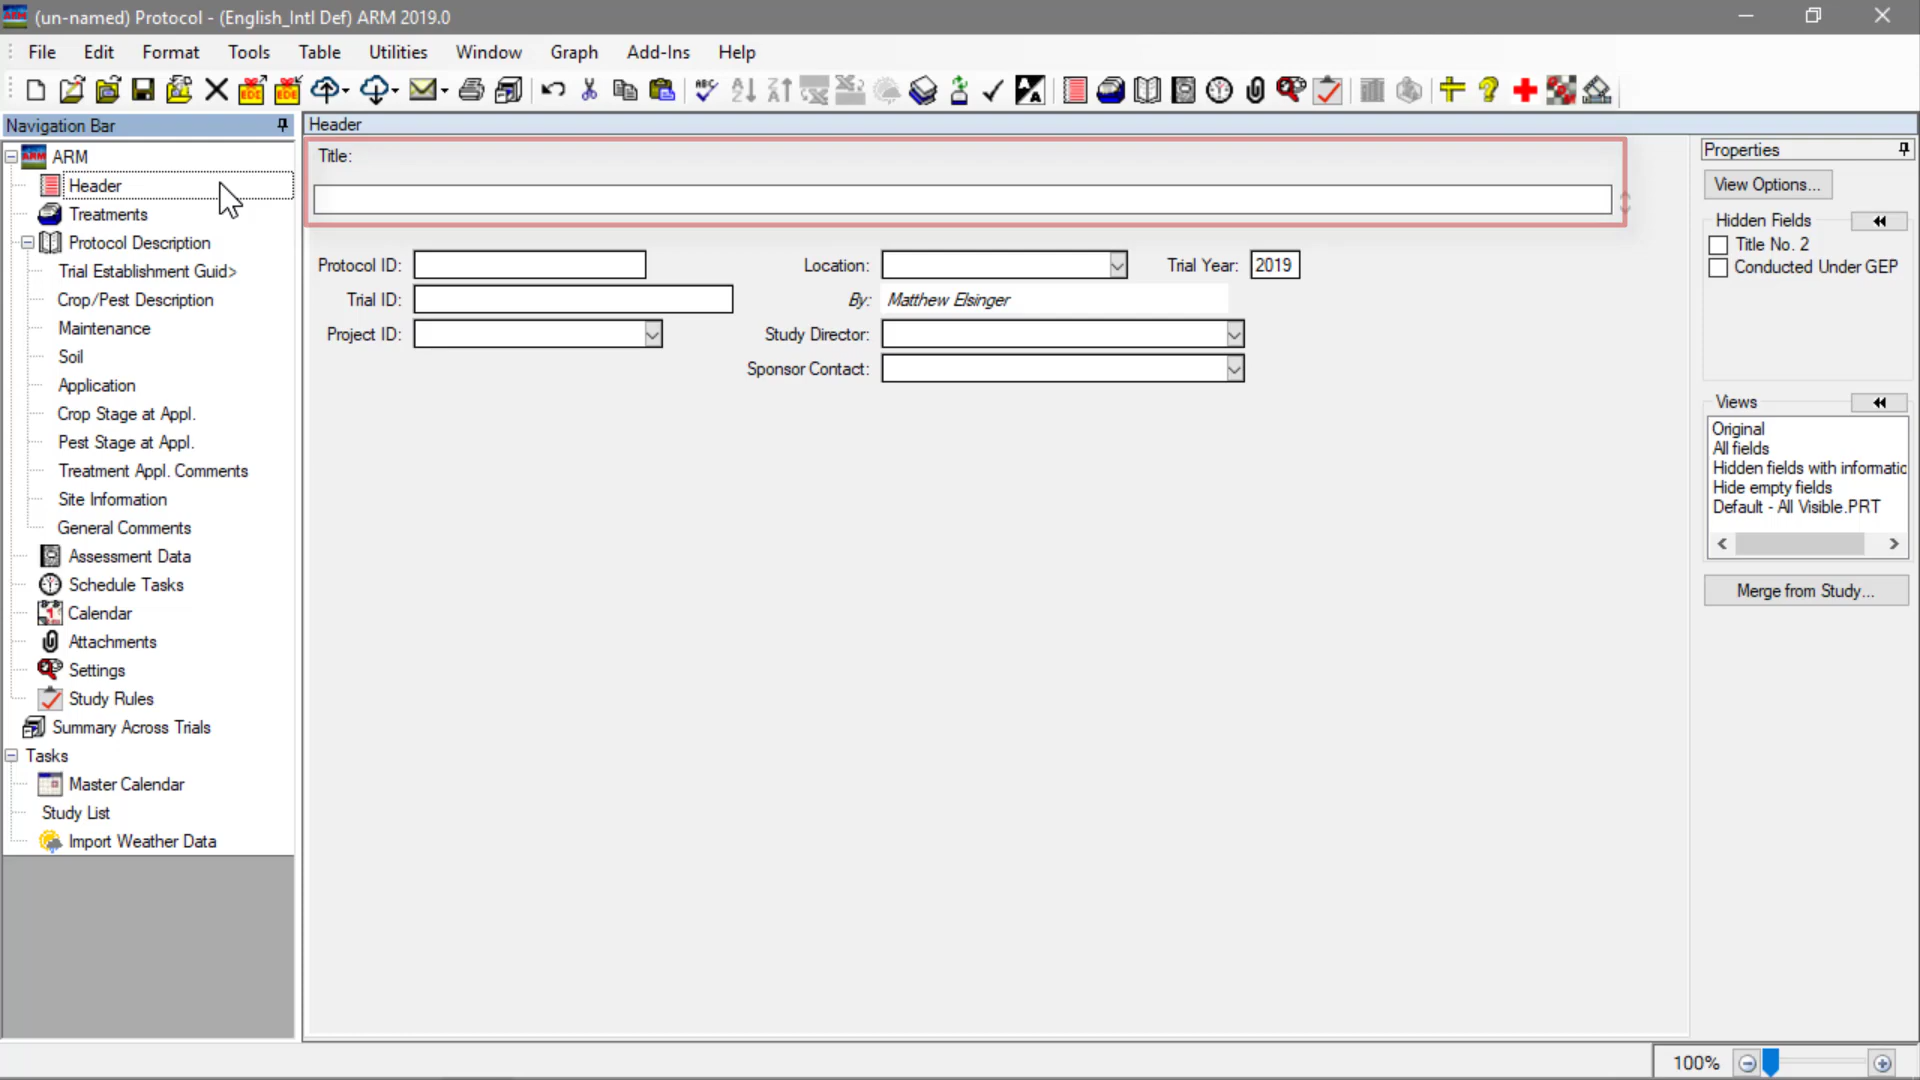 (un-named) Protocol - (English_Intl Def) ARM 2019.0
File Edit Format Tools Table Utilities Window Graph Add-Ins Help
Navigation Bar
ARM
Header
Treatments
Protocol Description
Trial Establishment Guid>
Crop/Pest Description
Maintenance
Soil
Application
Crop Stage at Appl.
Pest Stage at Appl.
Treatment Appl. Comments
Site Information
General Comments
Assessment Data
Schedule Tasks
Calendar
Attachments
Settings
Study Rules
Summary Across Trials
Tasks
Master Calendar
Study List
Import Weather Data
Header
Title:
Protocol ID: Location: Trial Year: 2019
Trial ID: By: Matthew Elsinger
Project ID: Study Director:
Sponsor Contact:
Properties
View Options...
Hidden Fields
Title No. 2
Conducted Under GEP
Views
Original
All fields
Hidden fields with informatic
Hide empty fields
Default - All Visible.PRT
Merge from Study...
100%